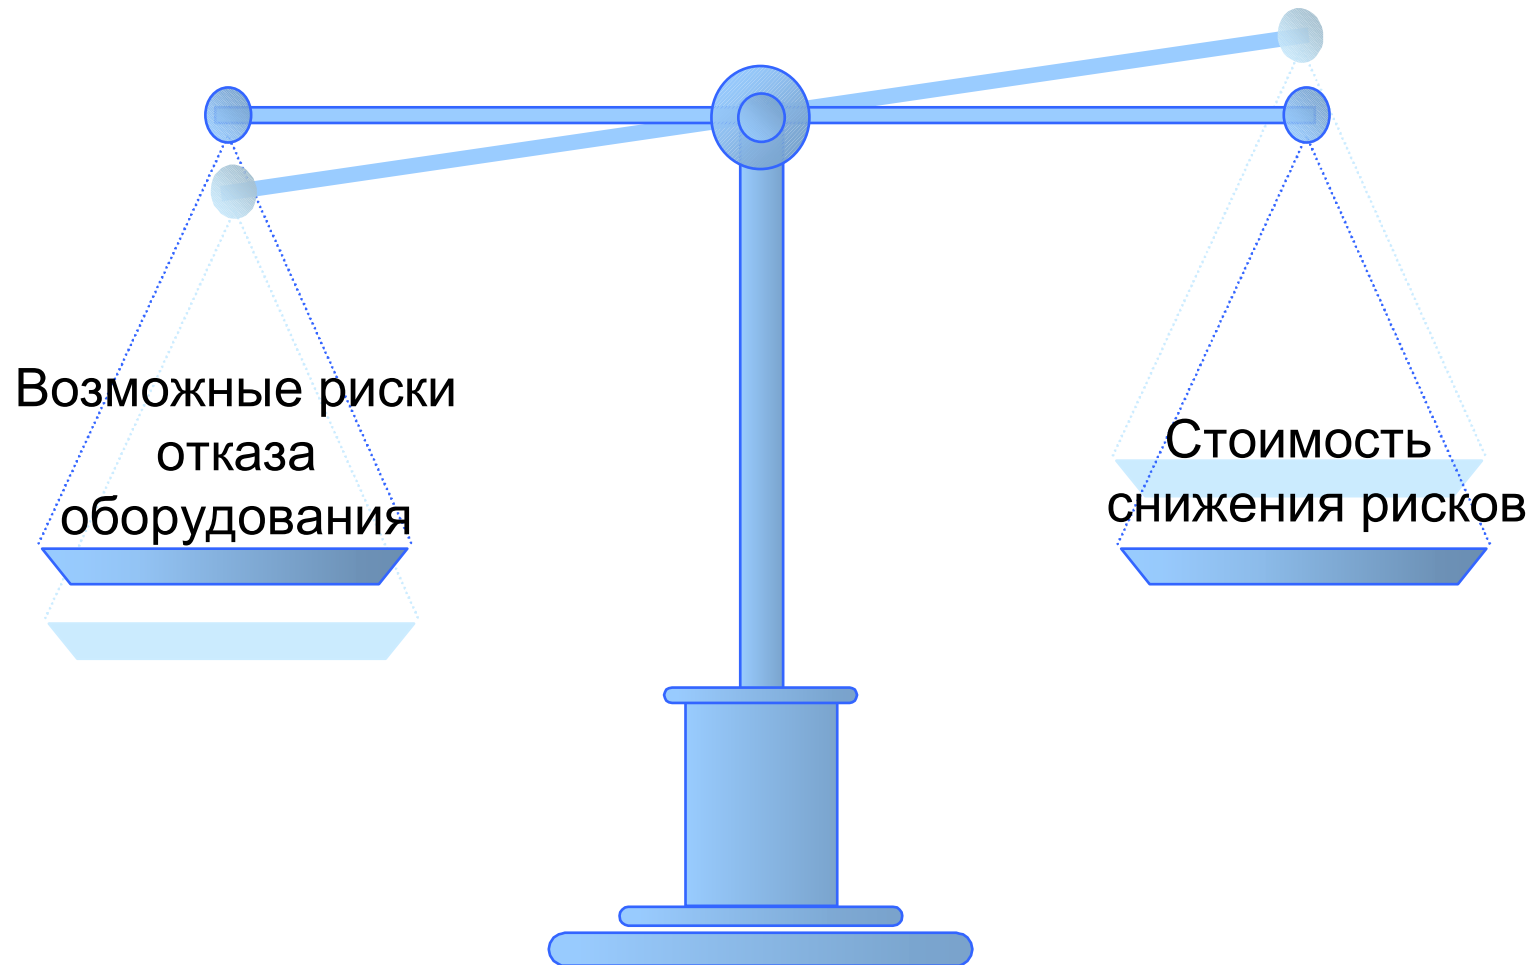 Возможные риски
отказа
оборудования
Стоимость
снижения рисков